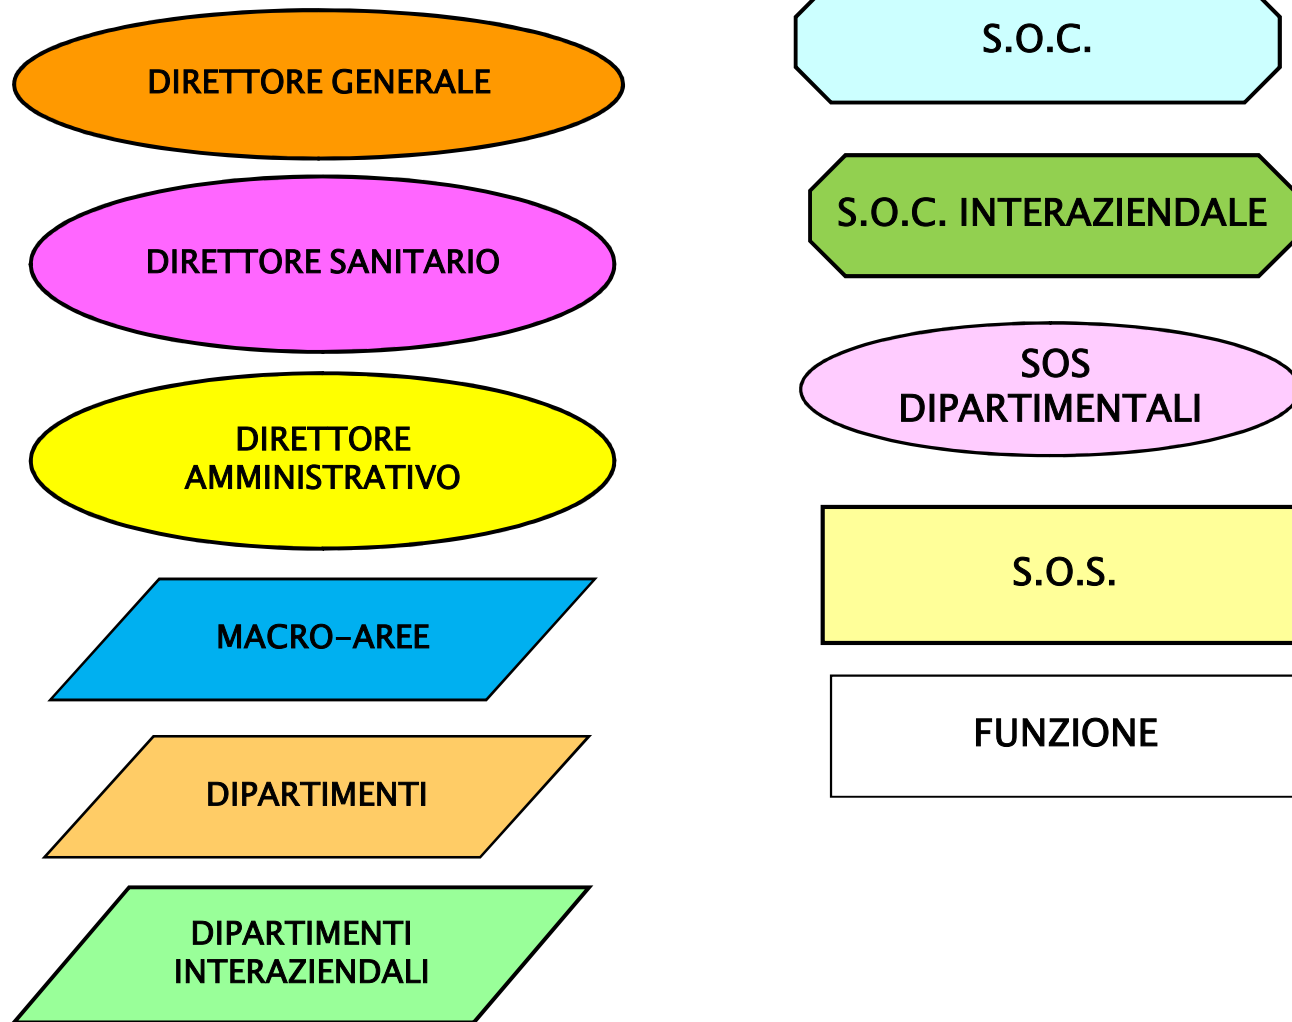 DIRETTORE GENERALE
DIRETTORE SANITARIO
DIRETTORE
AMMINISTRATIVO
MACRO-AREE
DIPARTIMENTI
DIPARTIMENTI
INTERAZIENDALI
S.O.C.
S.O.C. INTERAZIENDALE
SOS
DIPARTIMENTALI
S.O.S.
FUNZIONE